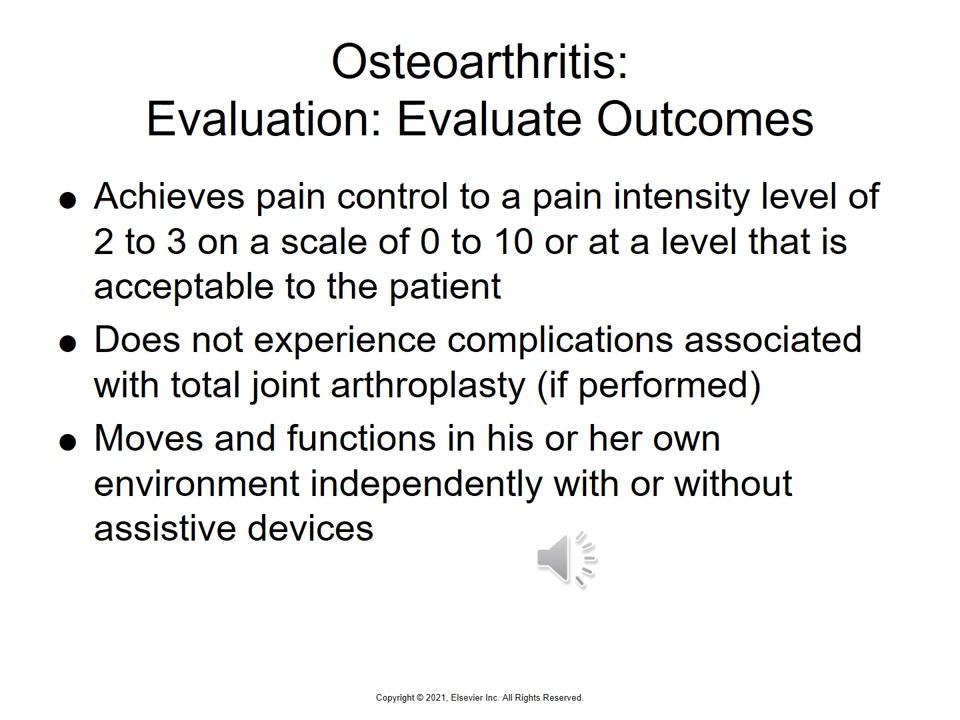 Osteoarthritis:
Evaluation: Evaluate Outcomes
● Achieves pain control to a pain intensity level of
2 to 3 on a scale of 0 to 10 or at a level that is
acceptable to the patient
● Does not experience complications associated
with total joint arthroplasty (if performed)
● Moves and functions in his or her own
environment independently with or without
assistive devices
Copyright © 2021, Elsevier Inc. All Rights Reserved.